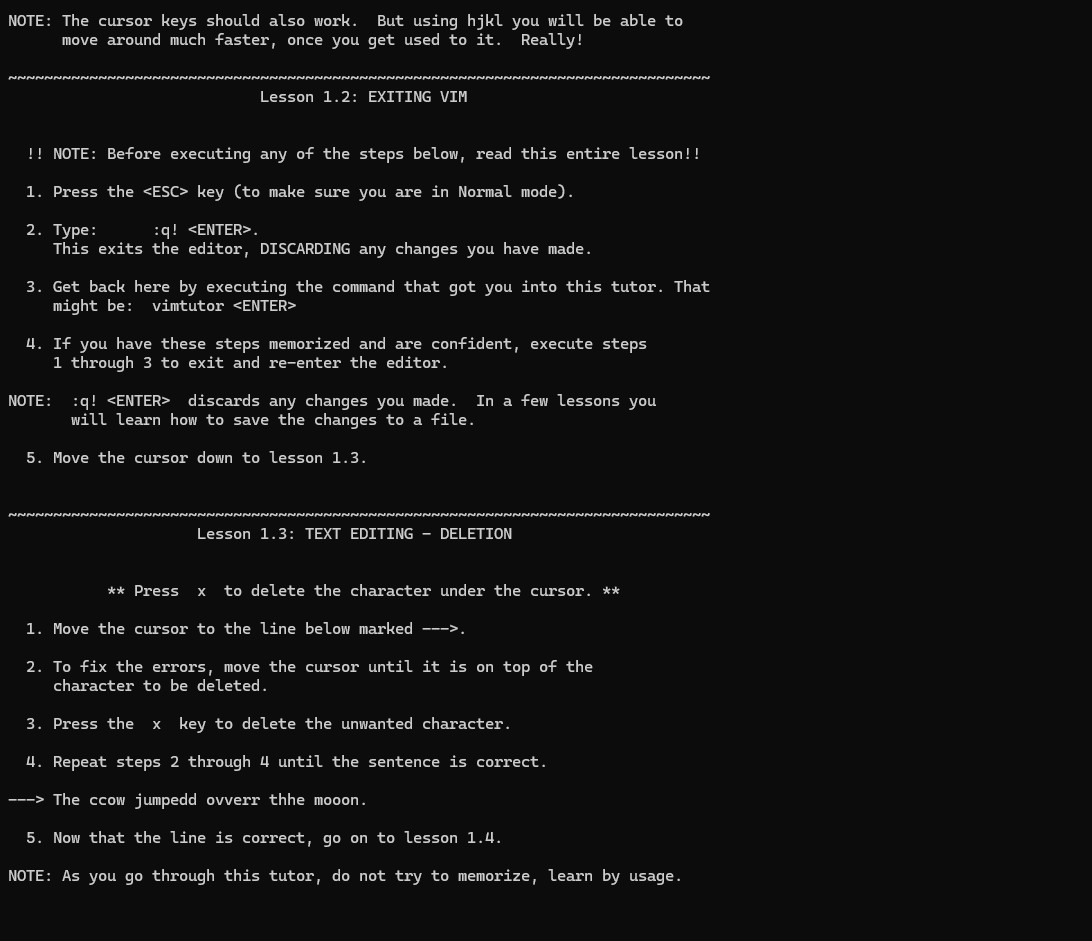 NOTE: The cursor keys should also work.  But using hjkl you will be able to
      move around much faster, once you get used to it.  Really!
~~~~~~~~~~~~~~~~~~~~~~~~~~~~~~~~~~~~~~~~~~~~~~~~~~~~~~~~~~~~~~~~~~~~~~~~~~~~~~
                            Lesson 1.2: EXITING VIM
  !! NOTE: Before executing any of the steps below, read this entire lesson!!
  1. Press the <ESC> key (to make sure you are in Normal mode).
  2. Type:      :q! <ENTER>.
     This exits the editor, DISCARDING any changes you have made.
  3. Get back here by executing the command that got you into this tutor. That
     might be:  vimtutor <ENTER>
  4. If you have these steps memorized and are confident, execute steps
     1 through 3 to exit and re-enter the editor.
NOTE:  :q! <ENTER>  discards any changes you made.  In a few lessons you
       will learn how to save the changes to a file.
  5. Move the cursor down to lesson 1.3.
~~~~~~~~~~~~~~~~~~~~~~~~~~~~~~~~~~~~~~~~~~~~~~~~~~~~~~~~~~~~~~~~~~~~~~~~~~~~~~
                     Lesson 1.3: TEXT EDITING - DELETION
           ** Press  x  to delete the character under the cursor. **
  1. Move the cursor to the line below marked --->.
  2. To fix the errors, move the cursor until it is on top of the
     character to be deleted.
  3. Press the  x  key to delete the unwanted character.
  4. Repeat steps 2 through 4 until the sentence is correct.
---> The ccow jumpedd ovverr thhe mooon.
  5. Now that the line is correct, go on to lesson 1.4.
NOTE: As you go through this tutor, do not try to memorize, learn by usage.